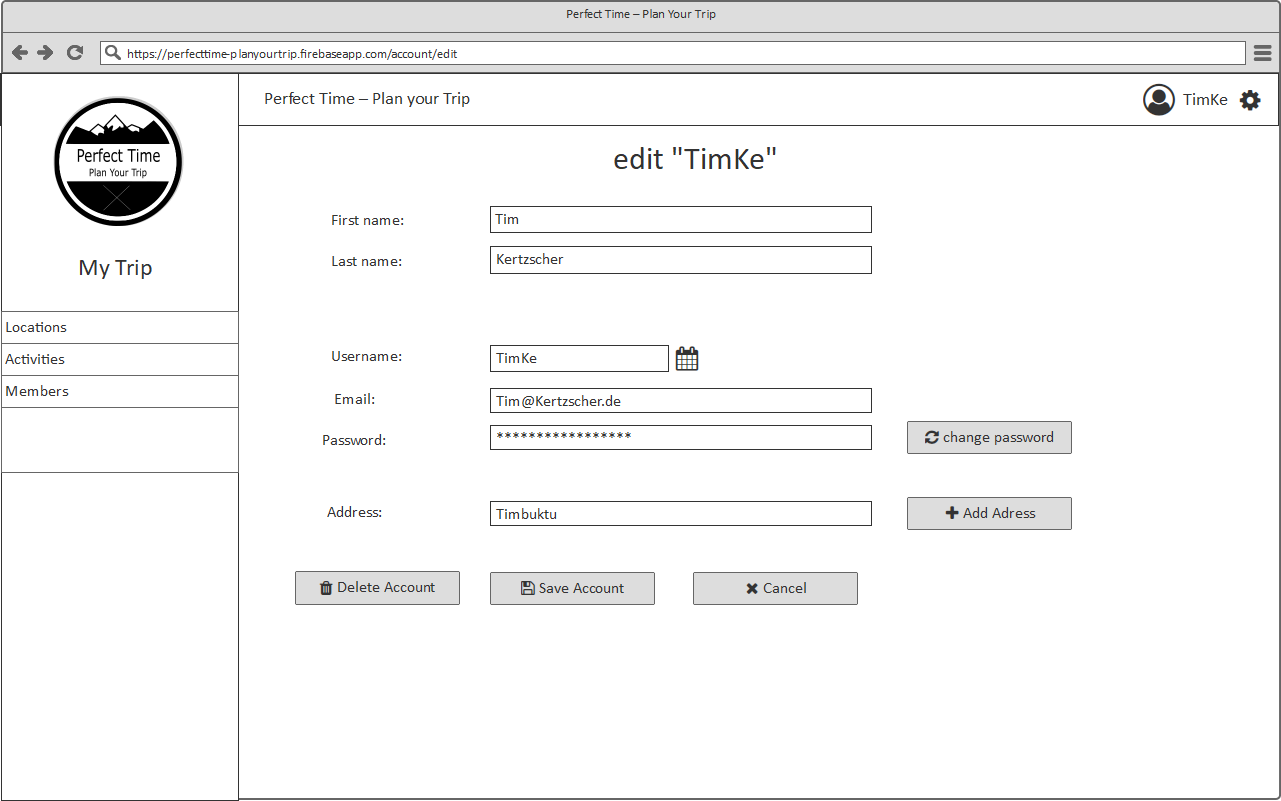 Perfect Time – Plan Your Trip
https://perfecttime-planyourtrip.firebaseapp.com/account/edit
Perfect Time – Plan your Trip
TimKe
Perfect Time
Plan Your Trip
My Trip
Locations
Activities
Members
edit "TimKe"
First name: Tim
Last name: Kertzscher
Username: TimKe
Email: Tim@Kertzscher.de
Password: *****************
change password
Address: Timbuktu
Add Adress
Delete Account
Save Account
Cancel